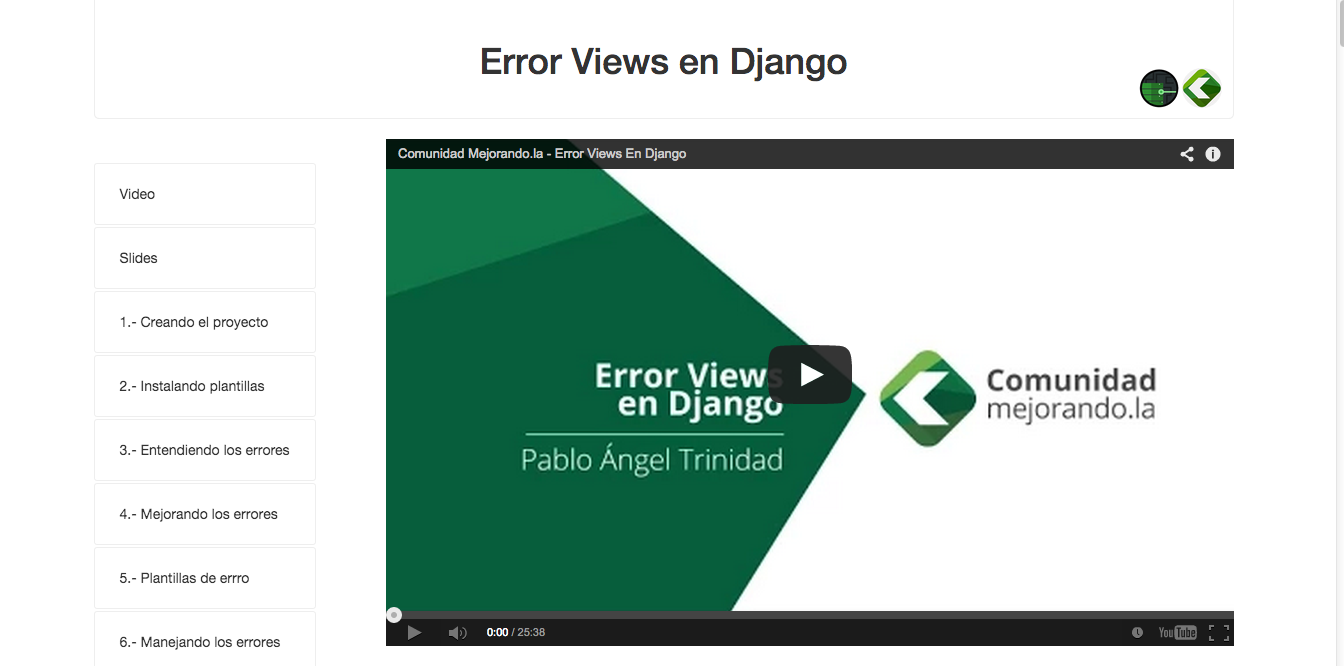 Error Views en Django
Video
Slides
1.- Creando el proyecto
2.- Instalando plantillas
3.- Entendiendo los errores
4.- Mejorando los errores
5.- Plantillas de errro
6.- Manejando los errores
Comunidad Mejorando.la - Error Views En Django
Error Views
en Django
Pablo Ángel Trinidad
Comunidad
mejorando.la
0:00 / 25:38
YouTube